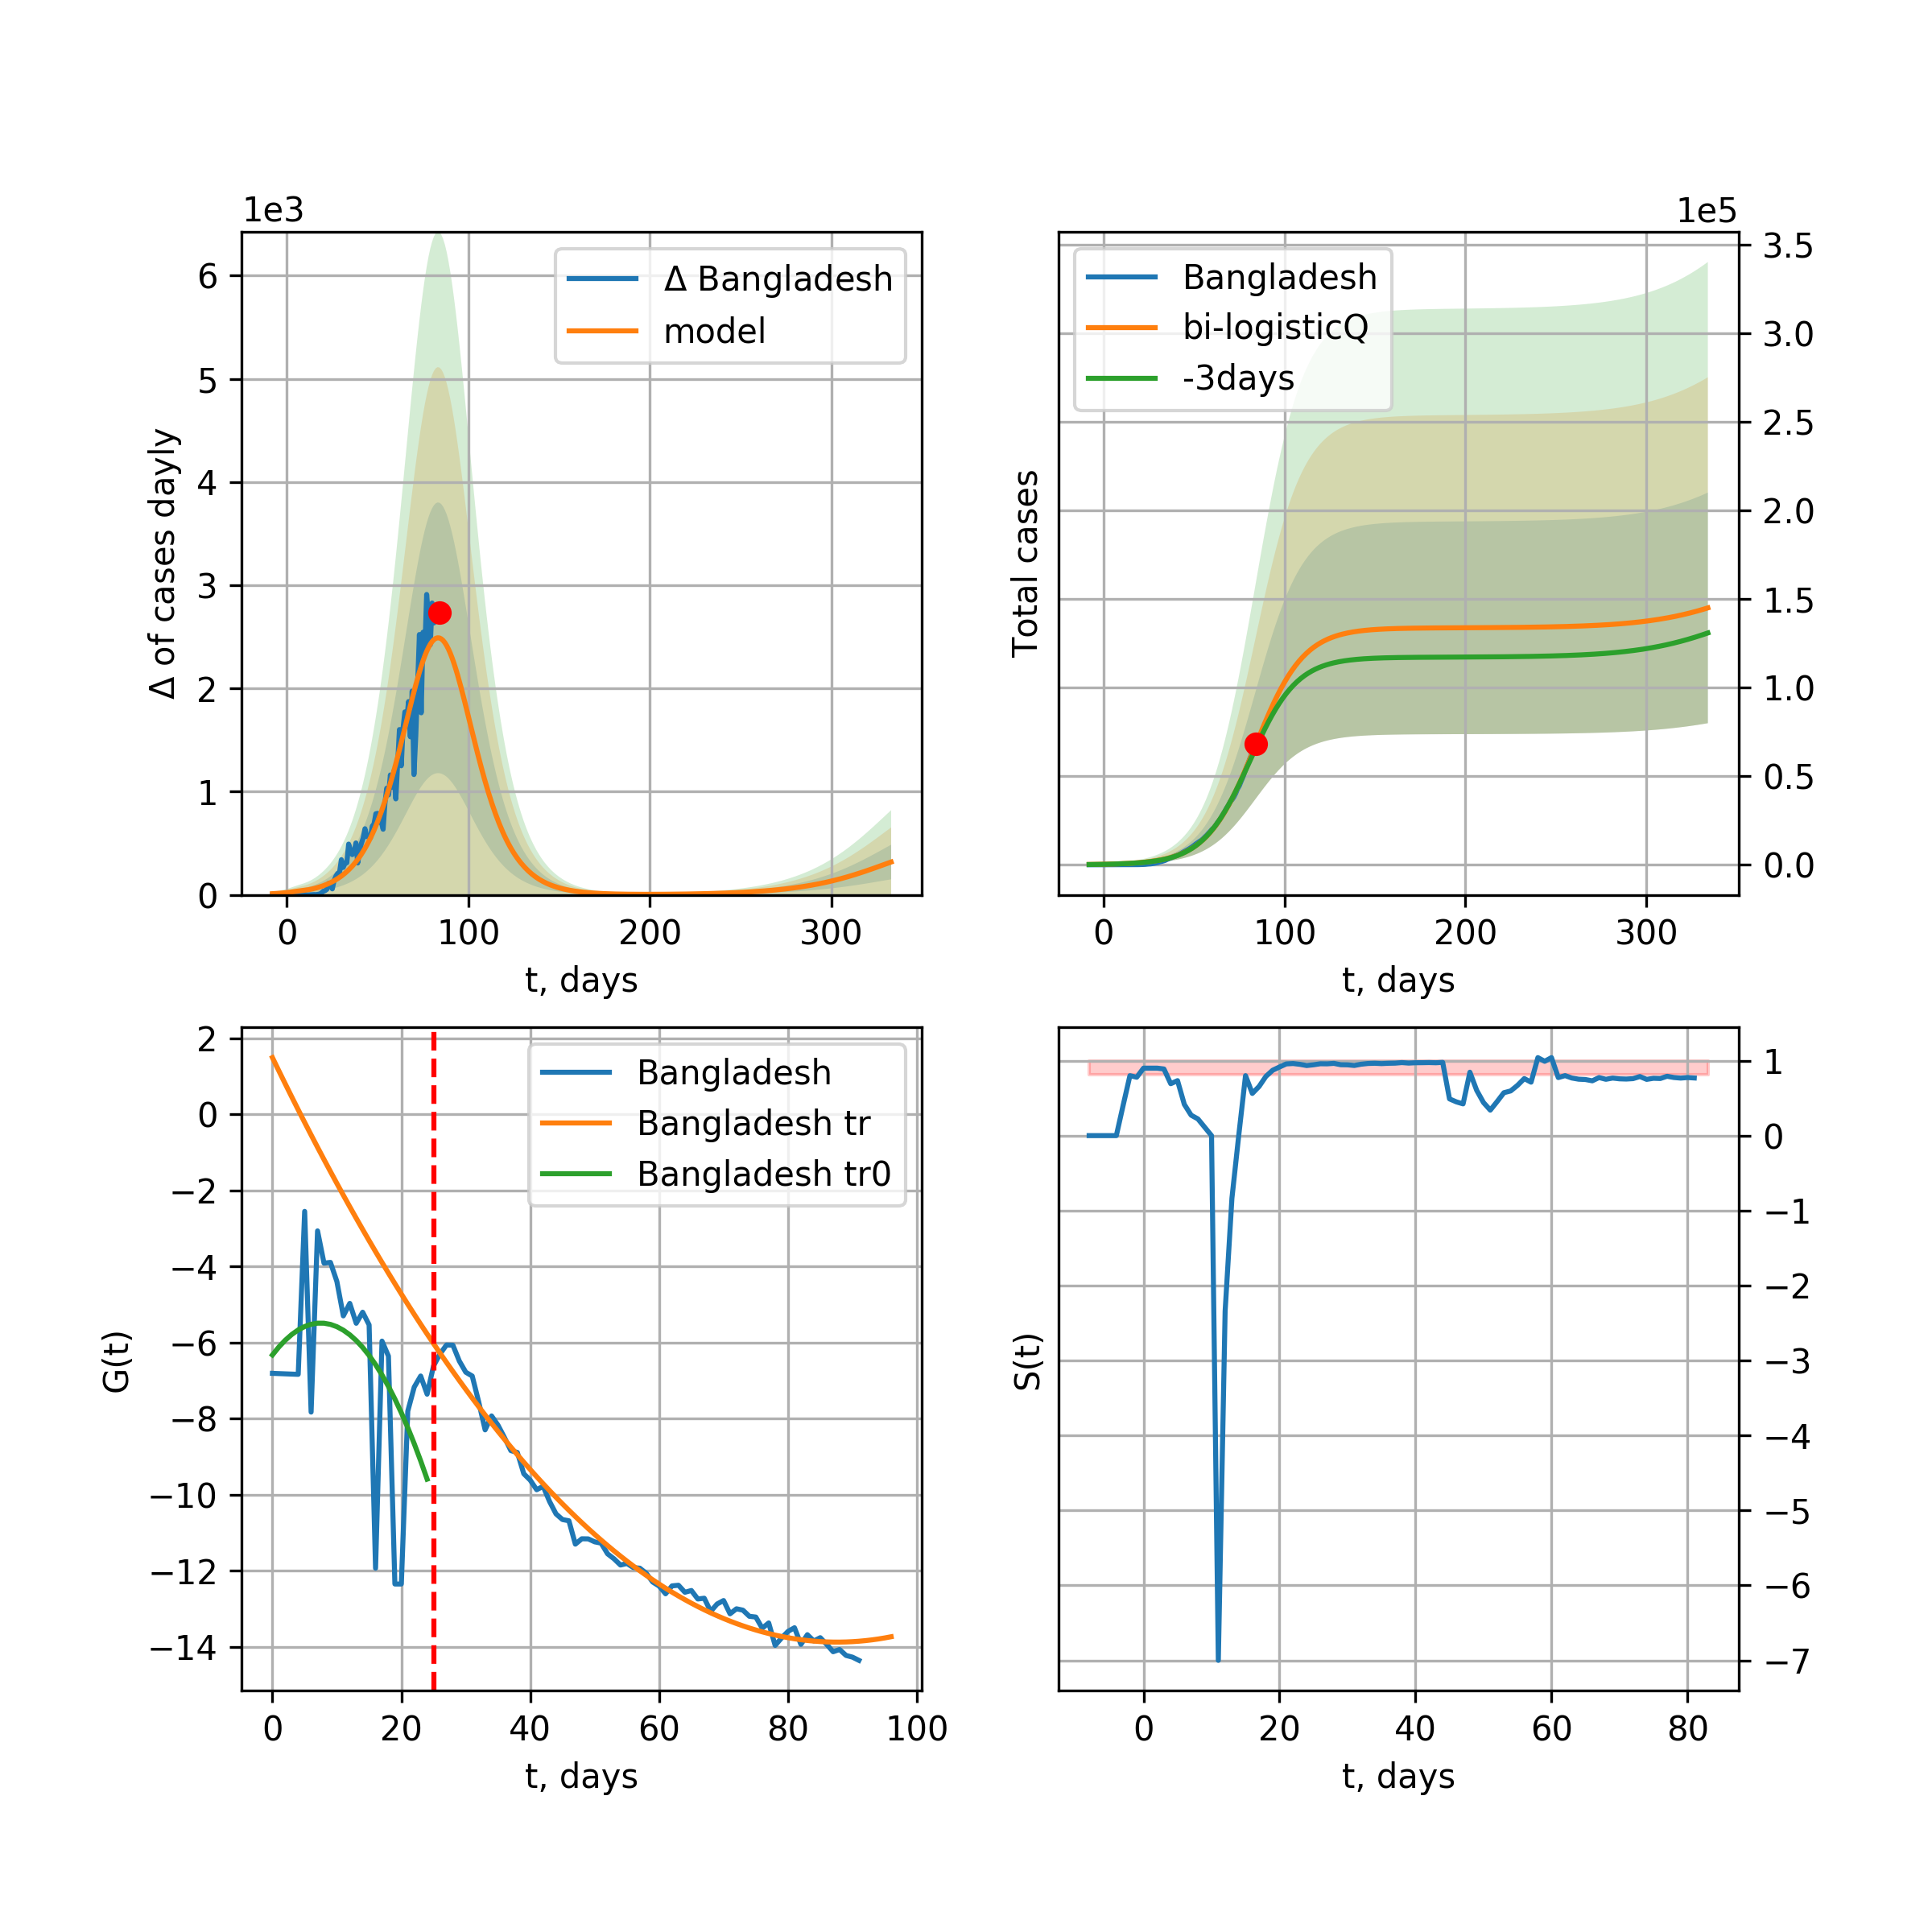 1e3
Δ of cases dayly
6
5
4
3
2
1
0
Δ Bangladesh
model
0 100 200 300
t, days
1e5
Total cases
Bangladesh
bi-logisticQ
-3days
3.5
3.0
2.5
2.0
1.5
1.0
0.5
0.0
0 100 200 300
t, days
G(t)
2
0
−2
−4
−6
−8
−10
−12
−14
Bangladesh
Bangladesh tr
Bangladesh tr0
0 20 40 60 80 100
t, days
S(t)
1
0
−1
−2
−3
−4
−5
−6
−7
0 20 40 60 80
t, days